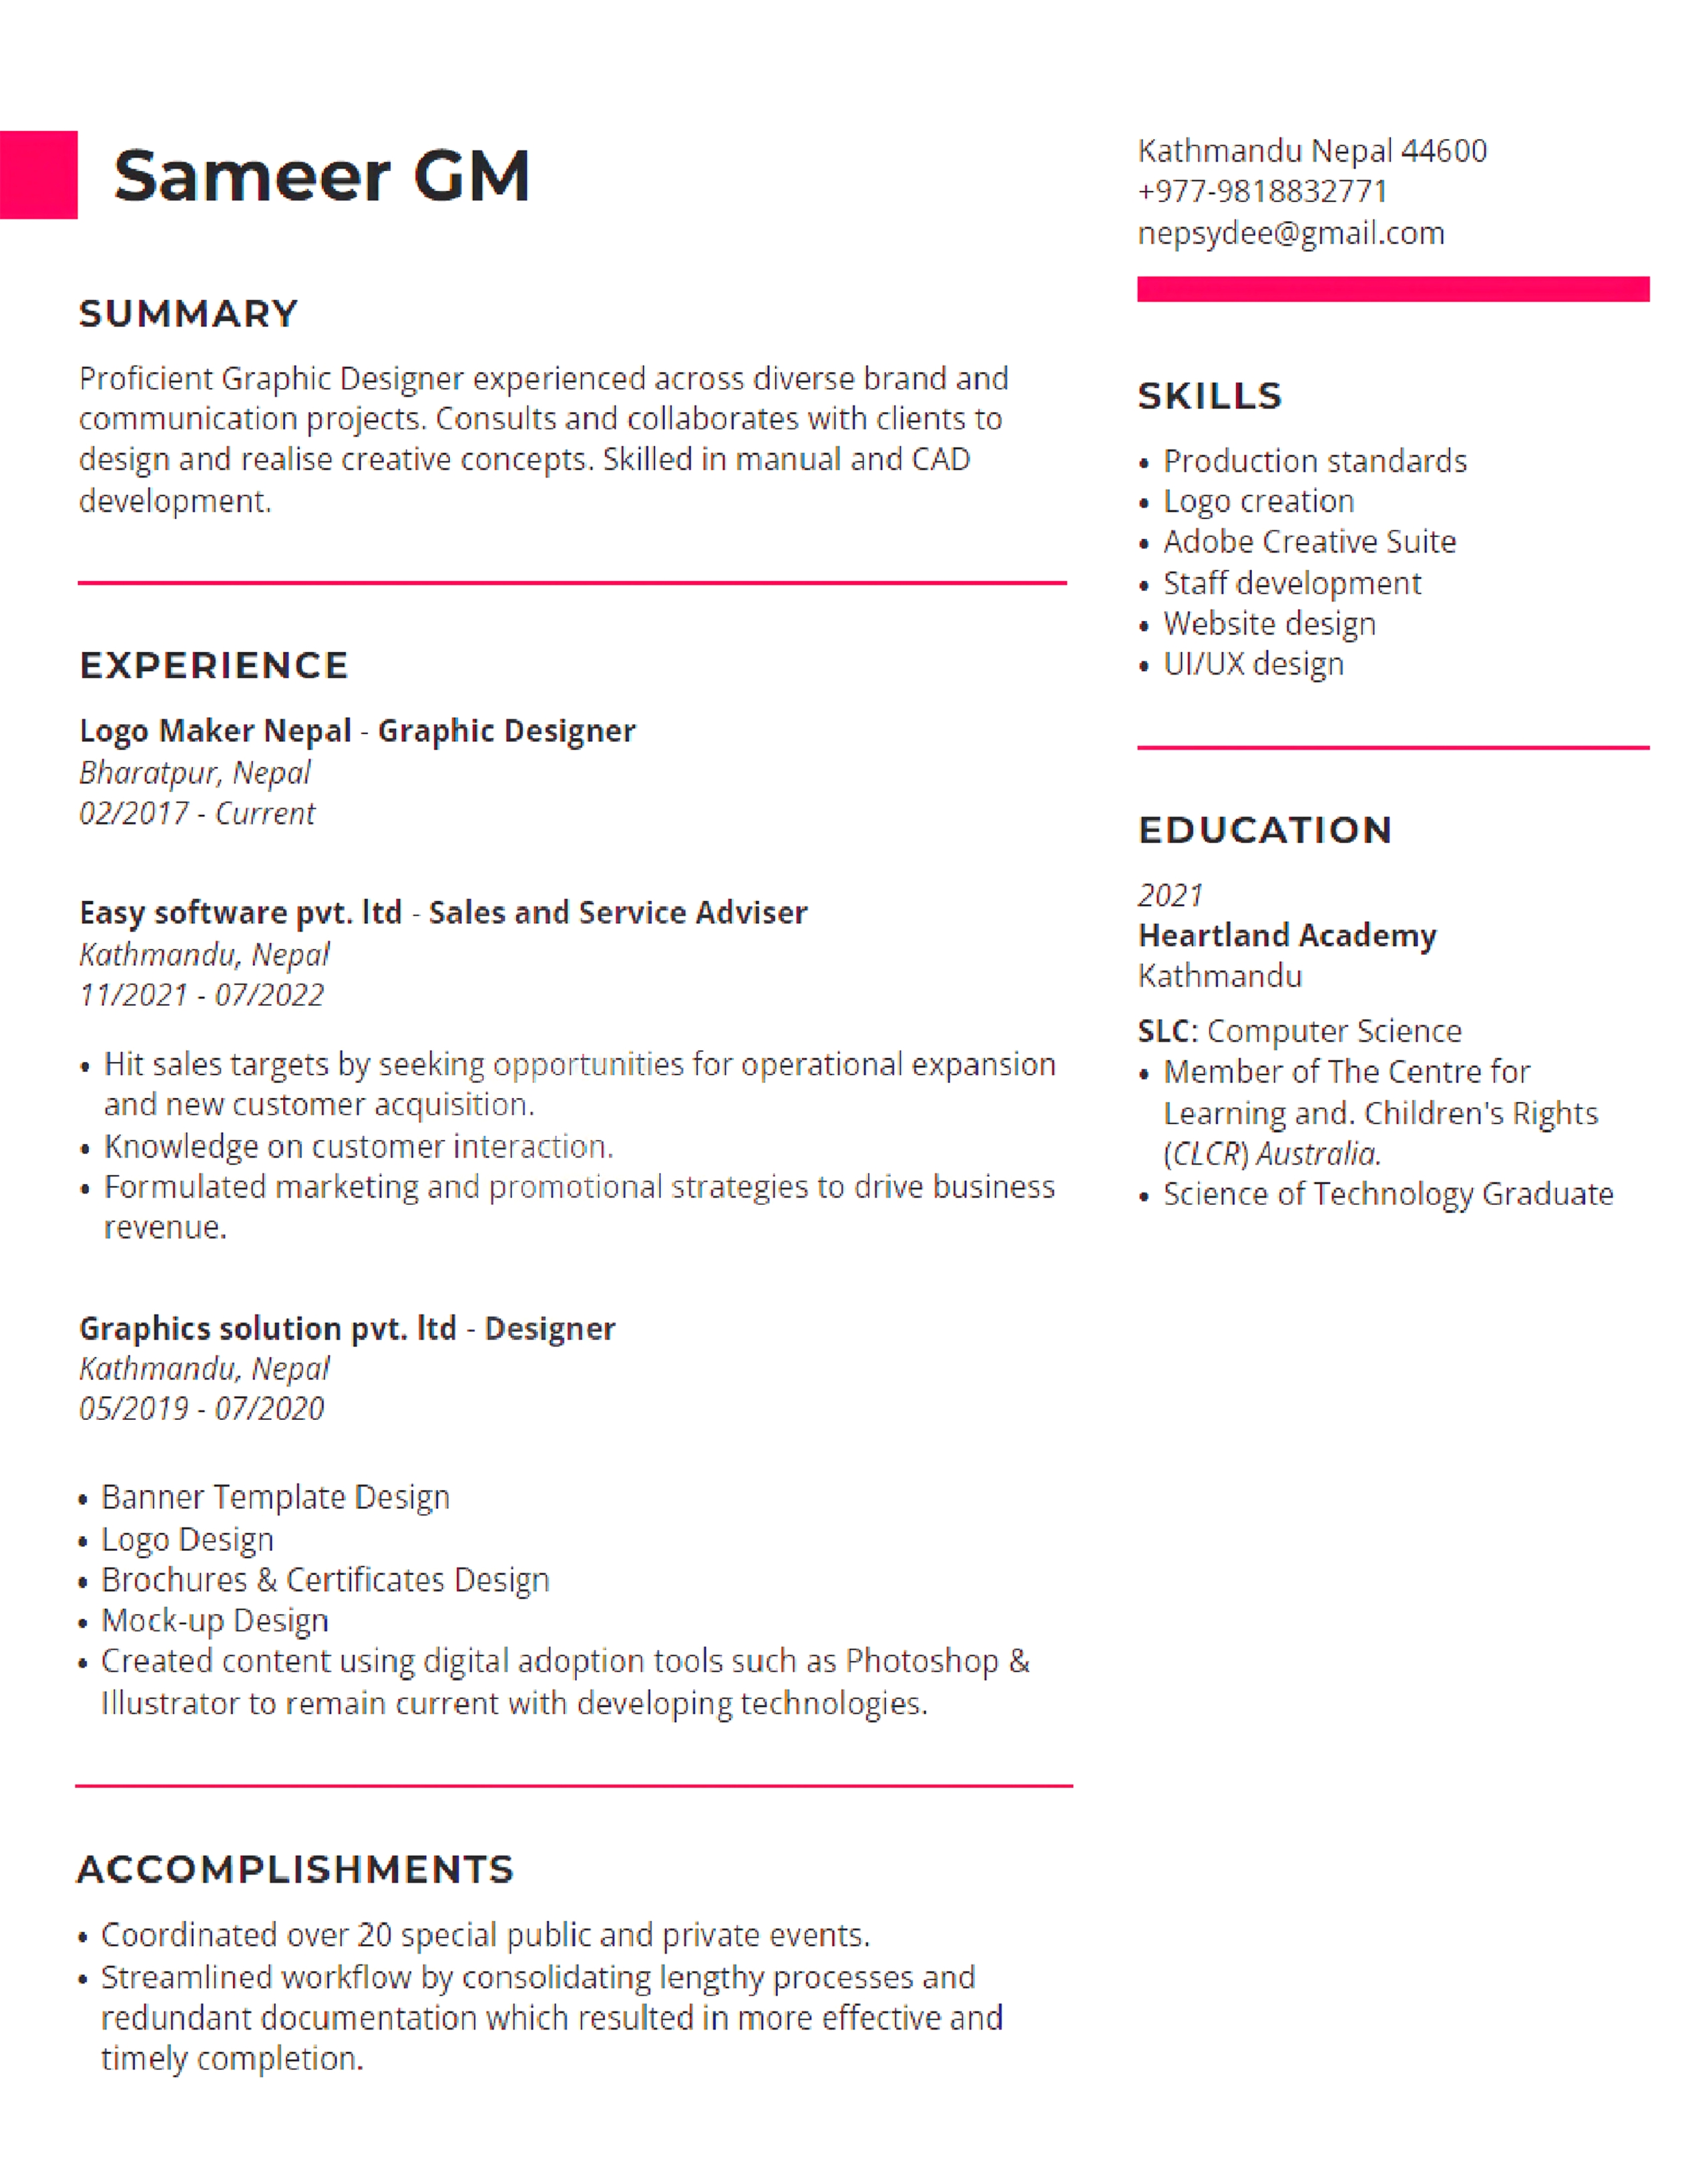 Sameer GM
SUMMARY
Proficient Graphic Designer experienced across diverse brand and
communication projects. Consults and collaborates with clients to
design and realise creative concepts. Skilled in manual and CAD
development.
EXPERIENCE
Logo Maker Nepal - Graphic Designer
Bharatpur, Nepal
02/2017 - Current
Easy software pvt. ltd - Sales and Service Adviser
Kathmandu, Nepal
11/2021 - 07/2022
• Hit sales targets by seeking opportunities for operational expansion
and new customer acquisition.
• Knowledge on customer interaction.
• Formulated marketing and promotional strategies to drive business
revenue.
Graphics solution pvt. ltd - Designer
Kathmandu, Nepal
05/2019 - 07/2020
• Banner Template Design
• Logo Design
• Brochures & Certificates Design
• Mock-up Design
• Created content using digital adoption tools such as Photoshop &
Illustrator to remain current with developing technologies.
ACCOMPLISHMENTS
• Coordinated over 20 special public and private events.
• Streamlined workflow by consolidating lengthy processes and
redundant documentation which resulted in more effective and
timely completion.
Kathmandu Nepal 44600
+977-9818832771
nepsydee@gmail.com
SKILLS
• Production standards
• Logo creation
• Adobe Creative Suite
• Staff development
• Website design
• UI/UX design
EDUCATION
2021
Heartland Academy
Kathmandu
SLC: Computer Science
• Member of The Centre for
Learning and. Children's Rights
(CLCR) Australia.
• Science of Technology Graduate